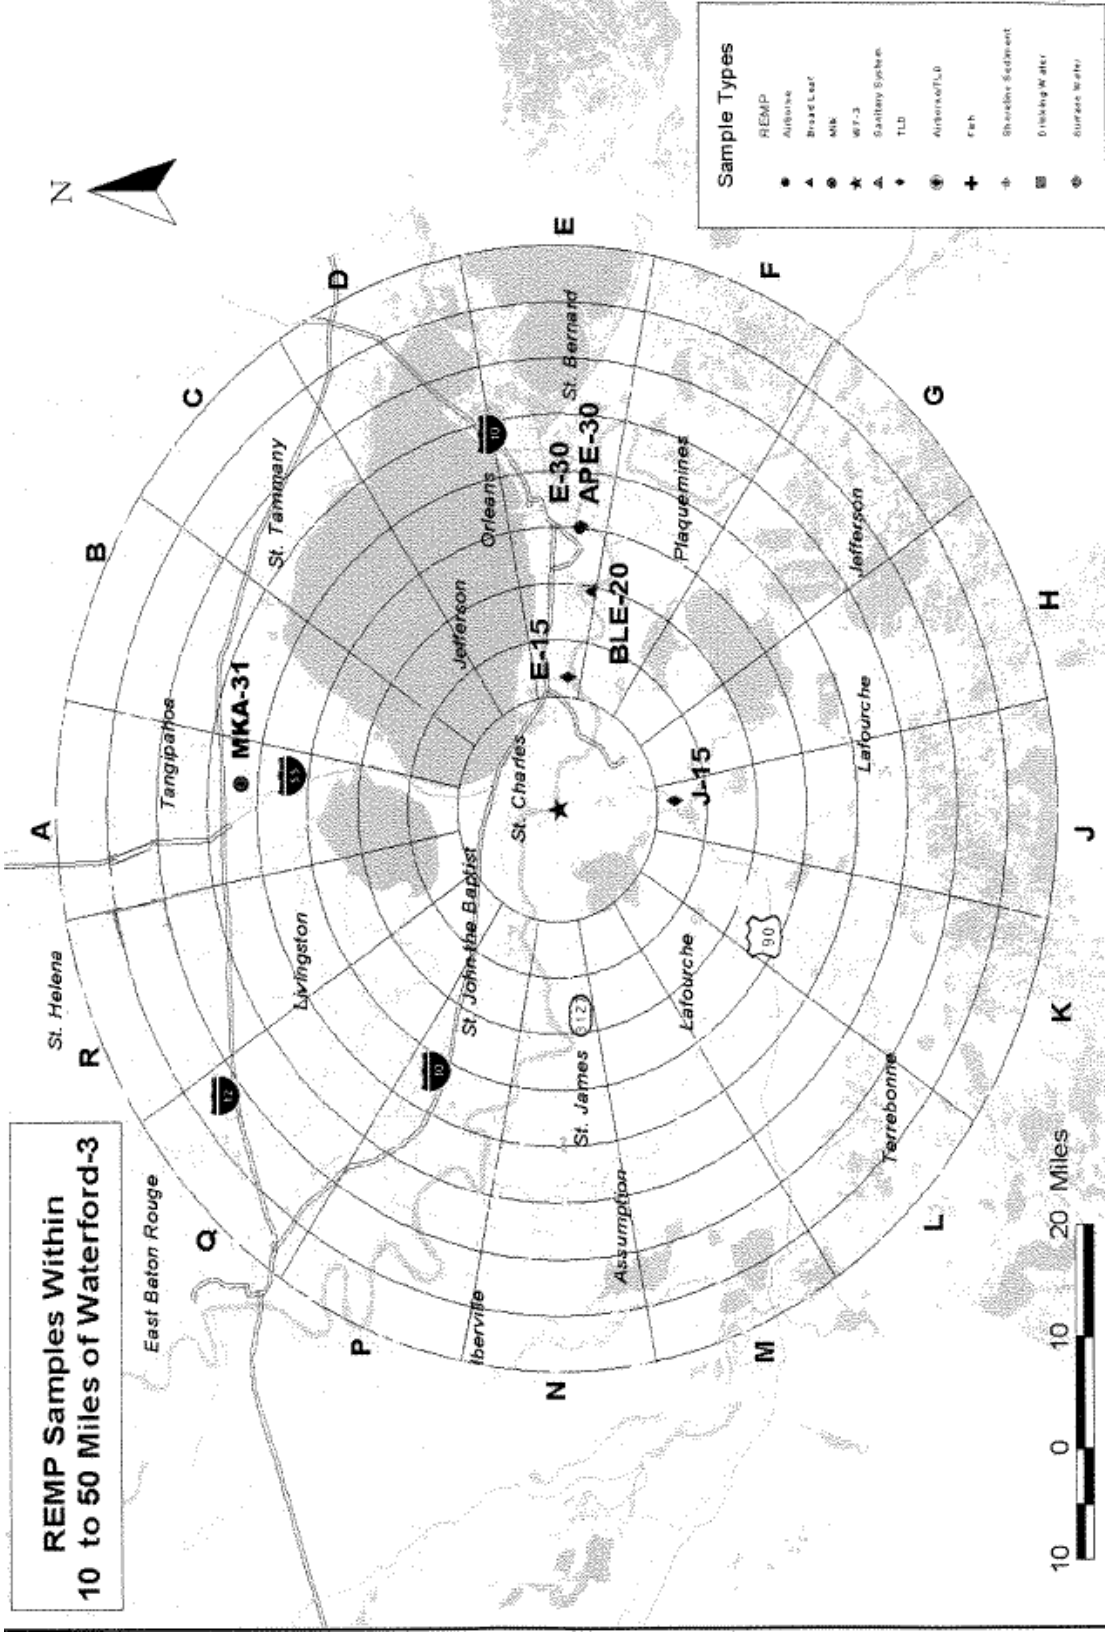 REMP Samples Within
10 to 50 Miles of Waterford-3
N
A
B
C
D
E
F
G
H
J
K
L
M
N
P
Q
R
St. Helena
East Baton Rouge
Tangipahoa
St. Tammany
Livingston
MKA-31
55
12
10
10
St. John the Baptist
St. Charles
Jefferson
Orleans
St. Bernard
E-15
E-30
APE-30
BLE-20
J-15
Plaquemines
Jefferson
Lafourche
Lafourche
90
St. James
Assumption
Iberville
Terrebonne
10 0 10 20 Miles
Sample Types
REMP
Airborne
Broad Leaf
Milk
WF-3
Sanitary System
TLD
Airborne/TLD
Fish
Shoreline Sediment
Drinking Water
Surface Water